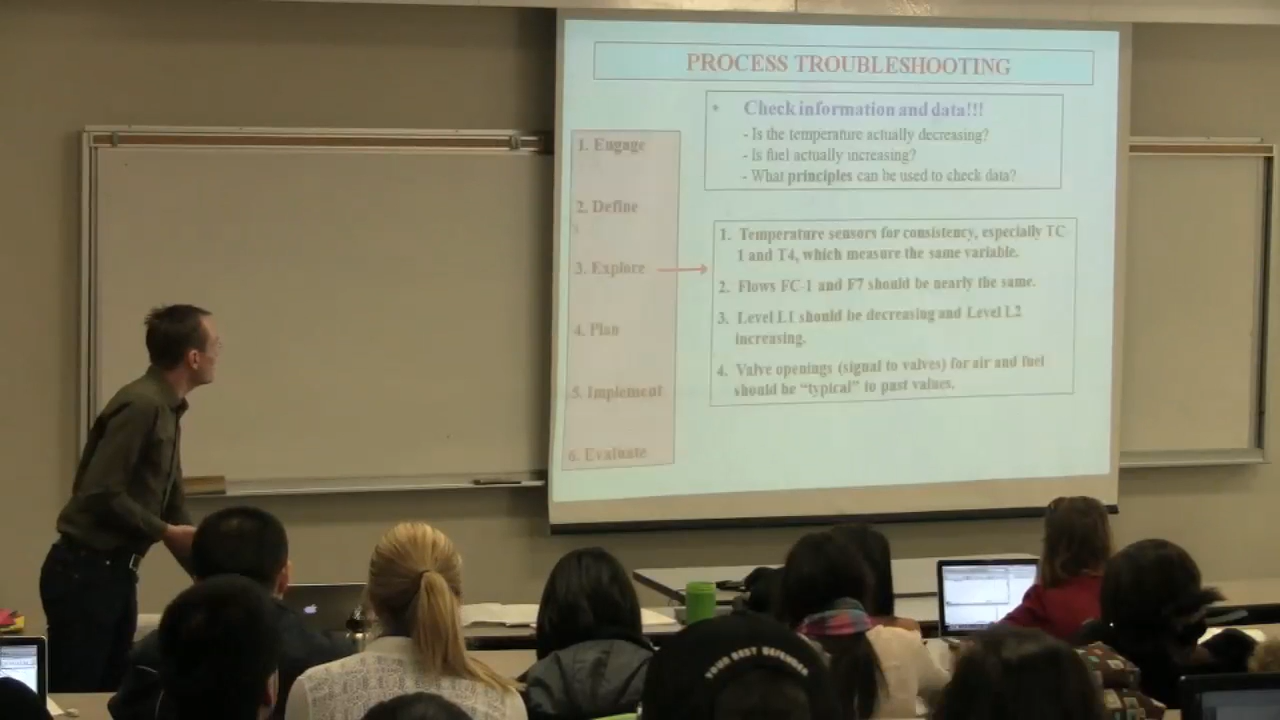 PROCESS TROUBLESHOOTING
• Check information and data!!!
- Is the temperature actually decreasing?
- Is fuel actually increasing?
- What principles can be used to check data?
1. Engage
2. Define
3. Explore
4. Plan
5. Implement
6. Evaluate
1. Temperature sensors for consistency, especially TC-
1 and T4, which measure the same variable.
2. Flows FC-1 and F7 should be nearly the same.
3. Level L1 should be decreasing and Level L2
increasing.
4. Valve openings (signal to valves) for air and fuel
should be “typical” to past values.
YOUR BEST DEFENDER